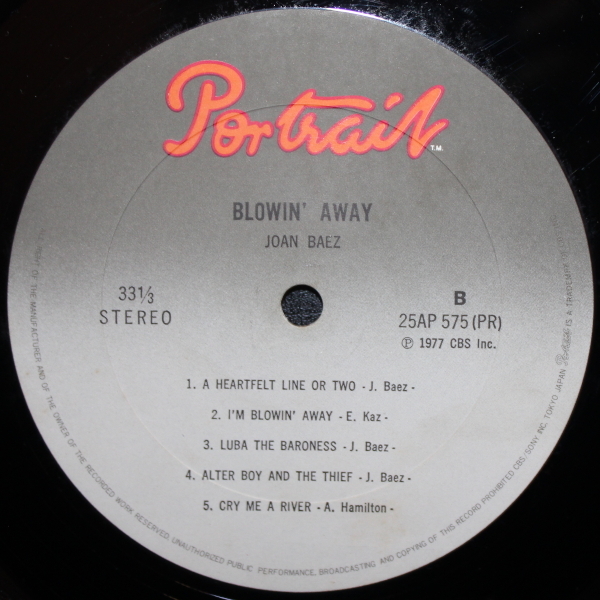 Portrait
T.M.
BLOWIN' AWAY
JOAN BAEZ
33⅓
STEREO
B
25AP 575 (PR)
Ⓟ 1977 CBS Inc.
1. A HEARTFELT LINE OR TWO - J. Baez -
2. I'M BLOWIN' AWAY - E. Kaz -
3. LUBA THE BARONESS - J. Baez -
4. ALTER BOY AND THE THIEF - J. Baez -
5. CRY ME A RIVER - A. Hamilton -
OF THE MANUFACTURER AND OF THE OWNER OF THE RECORDED WORK RESERVED. UNAUTHORIZED PUBLIC PERFORMANCE, BROADCASTING AND COPYING OF THIS RECORD PROHIBITED CBS/SONY INC. TOKYO JAPAN Portrait IS A TRADEMARK